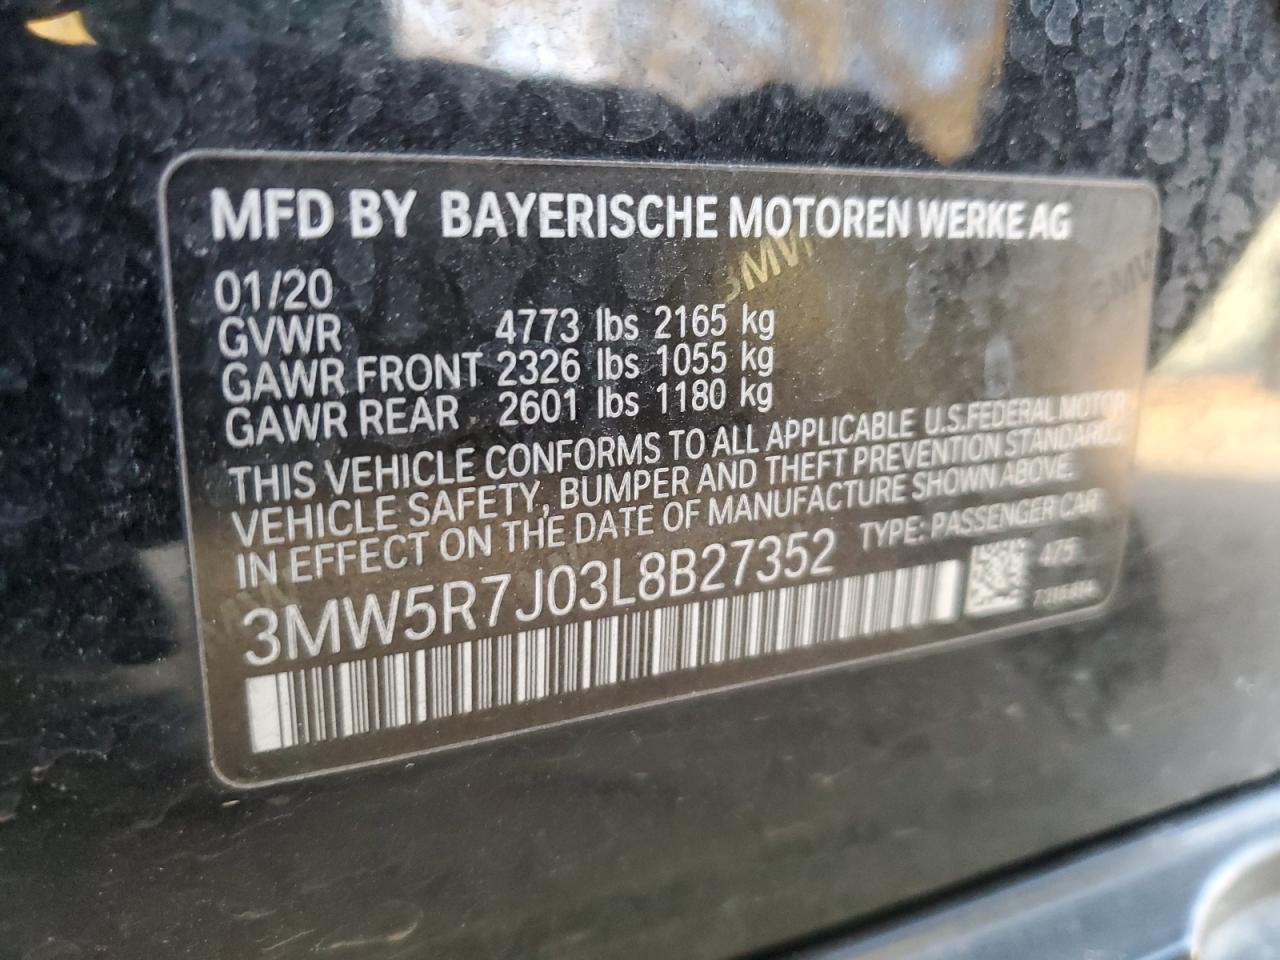 MFD BY BAYERISCHE MOTOREN WERKE AG
01/20
GVWR 4773 lbs 2165 kg
GAWR FRONT 2326 lbs 1055 kg
GAWR REAR 2601 lbs 1180 kg
THIS VEHICLE CONFORMS TO ALL APPLICABLE U.S.FEDERAL MOTOR
VEHICLE SAFETY, BUMPER AND THEFT PREVENTION STANDARDS
IN EFFECT ON THE DATE OF MANUFACTURE SHOWN ABOVE.
3MW5R7J03L8B27352 TYPE: PASSENGER CAR
475